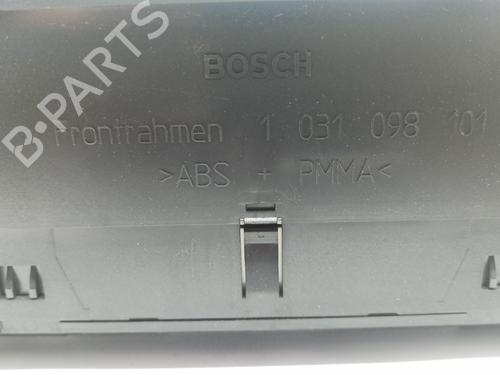 B-PARTS
BOSCH
Frontrahmen 1 031 098 101
>ABS + PMMA<